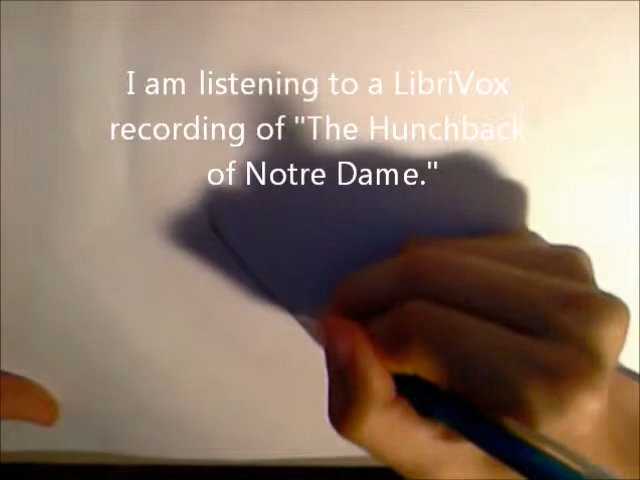 I am listening to a LibriVox
recording of "The Hunchback
of Notre Dame."